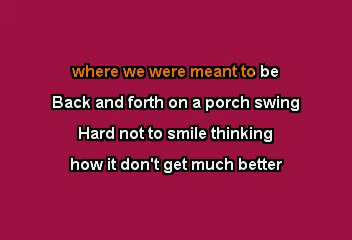 where we were meant to be
Back and forth on a porch swing
Hard not to smile thinking
how it don't get much better